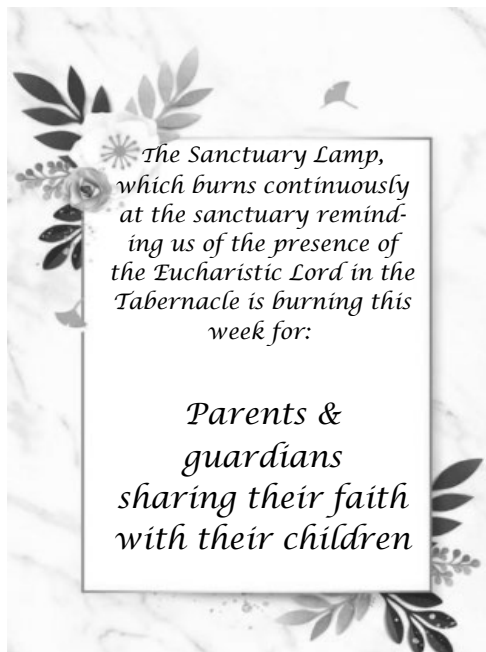 The Sanctuary Lamp,
which burns continuously
at the sanctuary remind-
ing us of the presence of
the Eucharistic Lord in the
Tabernacle is burning this
week for:
Parents &
guardians
sharing their faith
with their children